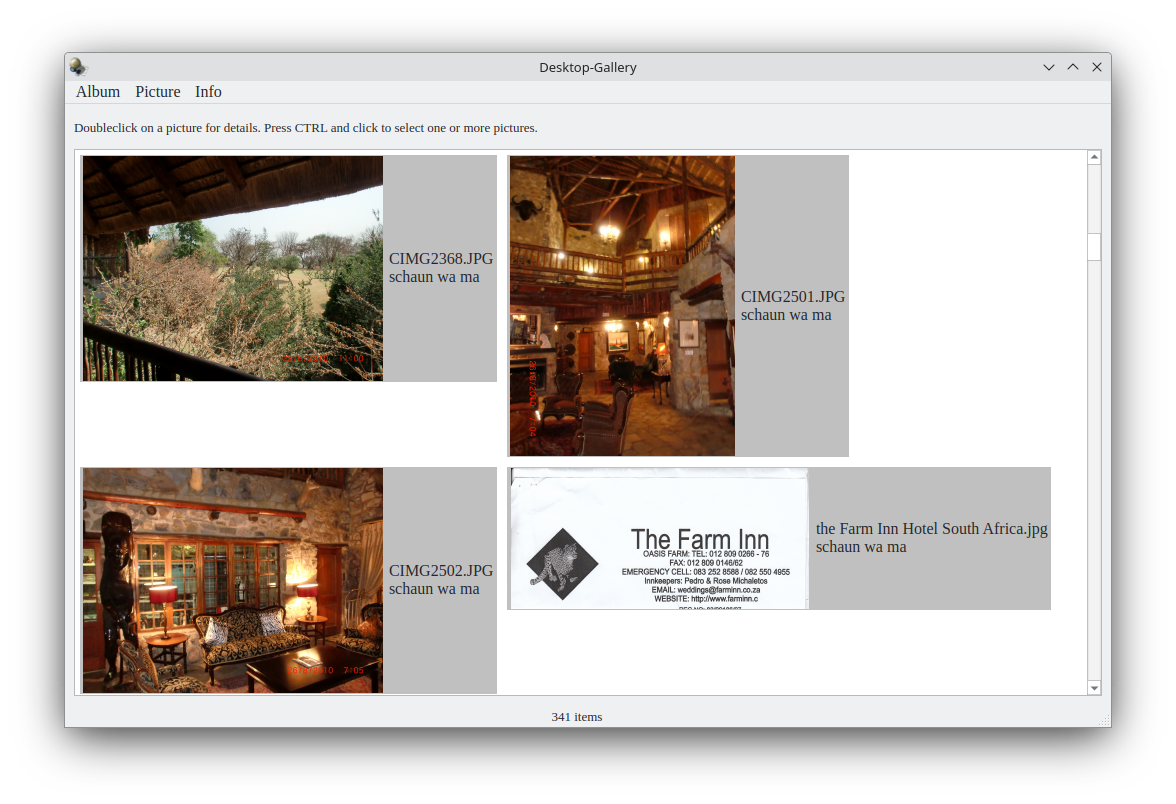 Desktop-Gallery
Album Picture Info
Doubleclick on a picture for details. Press CTRL and click to select one or more pictures.
CIMG2368.JPG
schaun wa ma
CIMG2501.JPG
schaun wa ma
CIMG2502.JPG
schaun wa ma
7:05
The Farm Inn
OASIS FARM: TEL: 012 809 0266 - 76
FAX: 012 809 0146/62
EMERGENCY CELL: 083 252 8588 / 082 550 4955
Innkeepers: Pedro & Rose Michaletos
EMAIL: weddings@farminn.co.za
WEBSITE: http://www.farminn.c
the Farm Inn Hotel South Africa.jpg
schaun wa ma
341 items